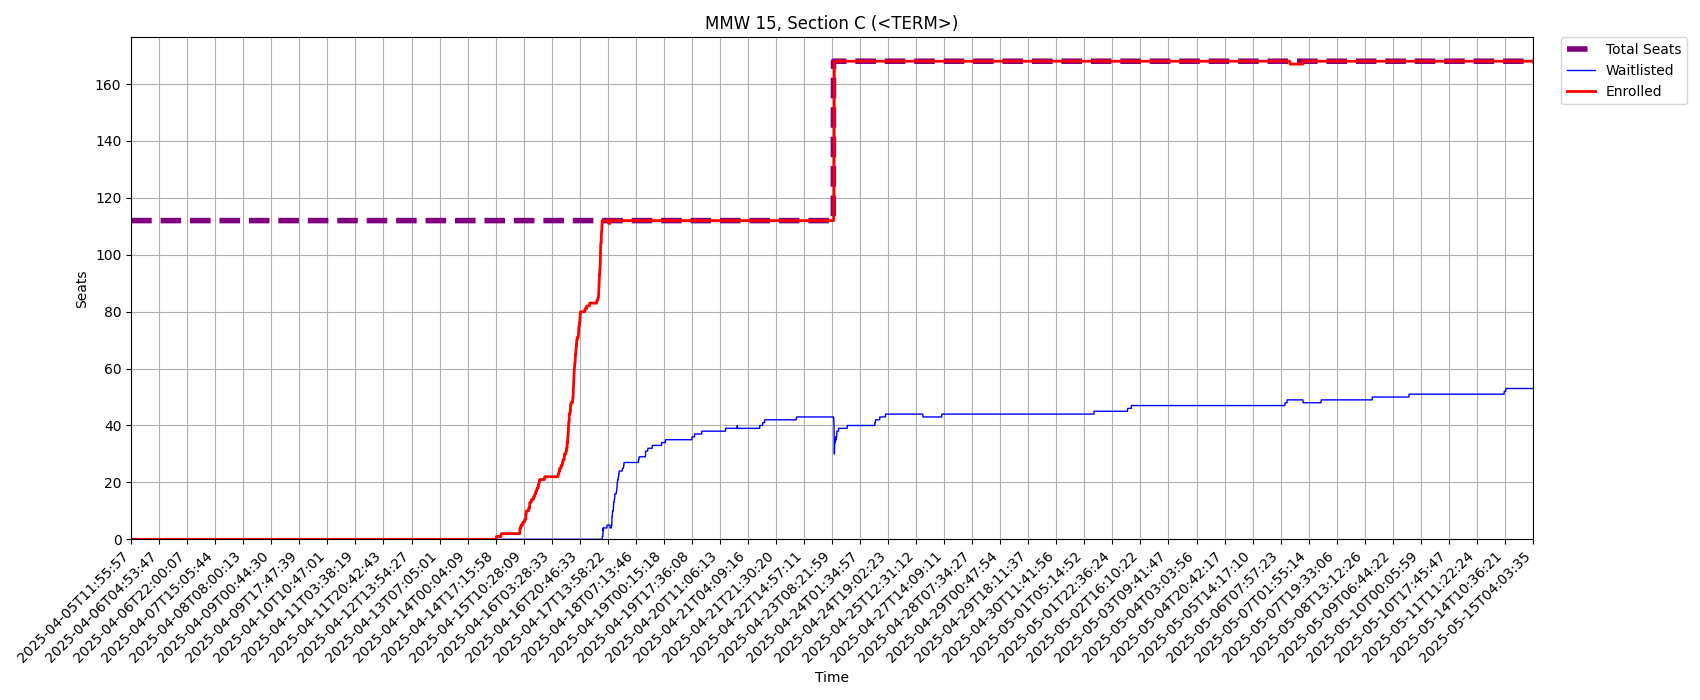 MMW 15, Section C (<TERM>)
Total Seats
Waitlisted
Enrolled
Seats
160
140
120
100
80
60
40
20
0
2025-04-05T11:55:57
2025-04-06T04:53:47
2025-04-06T22:00:07
2025-04-07T15:05:44
2025-04-08T08:00:13
2025-04-09T00:44:30
2025-04-09T17:47:39
2025-04-10T10:47:01
2025-04-11T03:38:19
2025-04-11T20:42:43
2025-04-12T13:54:27
2025-04-13T07:05:01
2025-04-14T00:04:09
2025-04-14T17:15:58
2025-04-15T10:28:09
2025-04-16T03:28:33
2025-04-16T20:46:33
2025-04-17T13:58:22
2025-04-18T07:13:46
2025-04-19T00:15:18
2025-04-19T17:36:08
2025-04-20T11:06:13
2025-04-21T04:09:16
2025-04-21T21:30:20
2025-04-22T14:57:11
2025-04-23T08:21:59
2025-04-24T01:34:57
2025-04-24T19:02:23
2025-04-25T12:31:12
2025-04-27T14:09:11
2025-04-28T07:34:27
2025-04-29T00:47:54
2025-04-29T18:11:37
2025-04-30T11:41:56
2025-05-01T05:14:52
2025-05-01T22:36:24
2025-05-02T16:10:22
2025-05-03T09:41:47
2025-05-04T03:03:56
2025-05-04T20:42:17
2025-05-05T14:17:10
2025-05-06T07:57:23
2025-05-07T01:55:14
2025-05-07T19:33:06
2025-05-08T13:12:26
2025-05-09T06:44:22
2025-05-10T00:05:59
2025-05-10T17:45:47
2025-05-11T11:22:24
2025-05-14T10:36:21
2025-05-15T04:03:35
Time